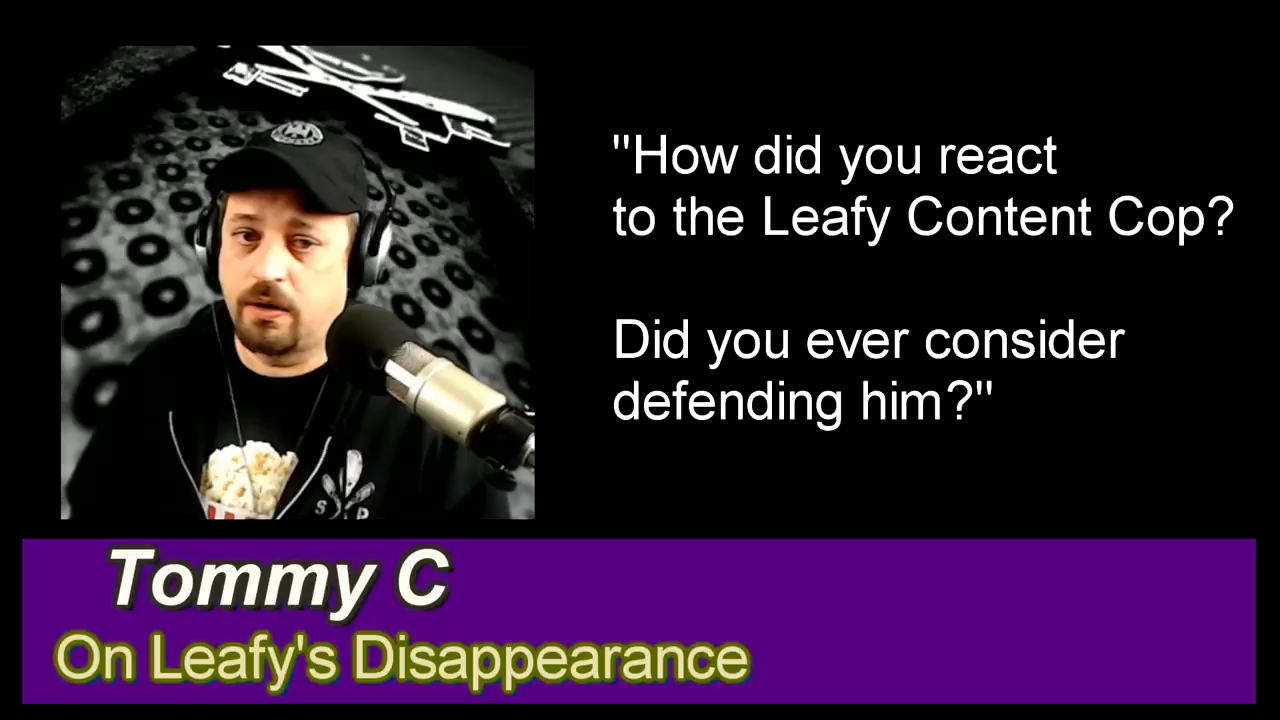 "How did you react
to the Leafy Content Cop?
Did you ever consider
defending him?"
S P
Tommy C
On Leafy's Disappearance